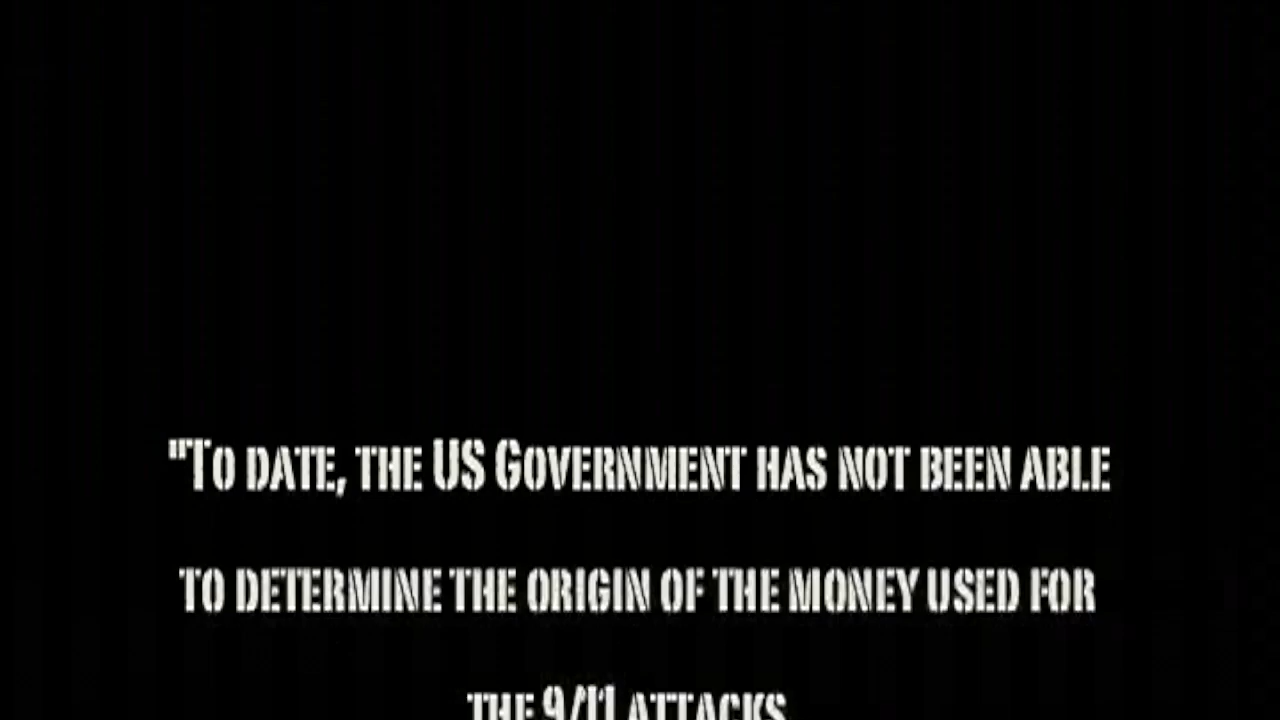 "To date, the US Government has not been able
to determine the origin of the money used for
the 9/11 attacks.